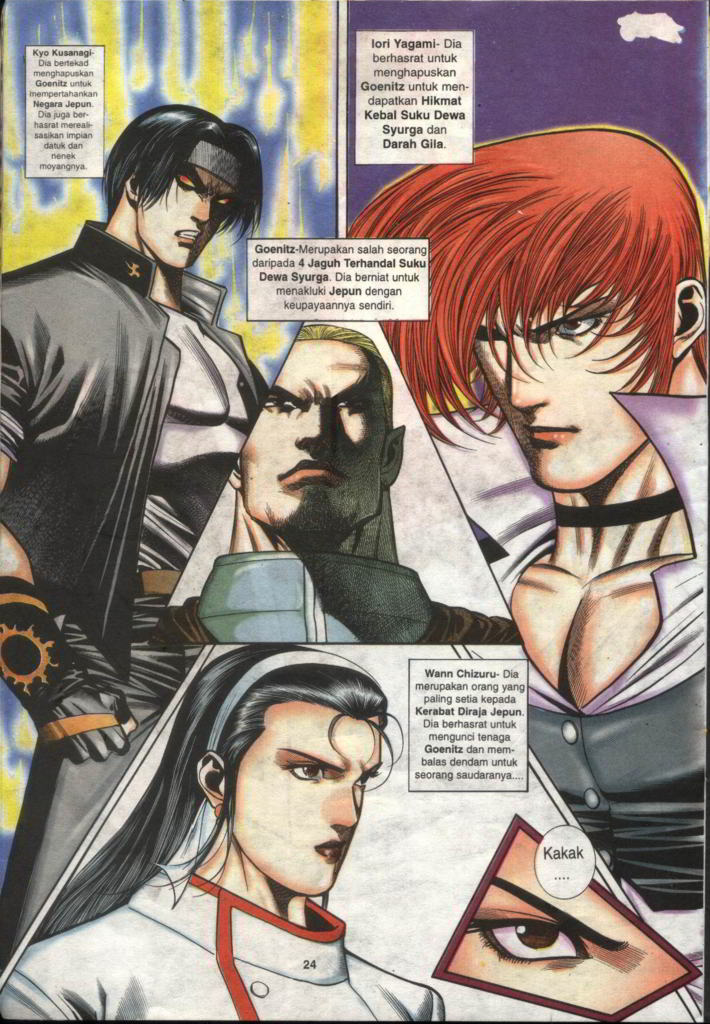 Kyo Kusanagi-
Dia bertekad
menghapuskan
Goenitz untuk
mempertahankan
Negara Jepun.
Dia juga ber-
hasrat mereali-
sasikan impian
datuk dan
nenek
moyangnya.
Iori Yagami- Dia
berhasrat untuk
menghapuskan
Goenitz untuk men-
dapatkan Hikmat
Kebal Suku Dewa
Syurga dan
Darah Gila.
Goenitz-Merupakan salah seorang
daripada 4 Jaguh Terhandal Suku
Dewa Syurga. Dia berniat untuk
menakluki Jepun dengan
keupayaannya sendiri.
Wann Chizuru- Dia
merupakan orang yang
paling setia kepada
Kerabat Diraja Jepun.
Dia berhasrat untuk
mengunci tenaga
Goenitz dan mem-
balas dendam untuk
seorang saudaranya....
Kakak
....
24